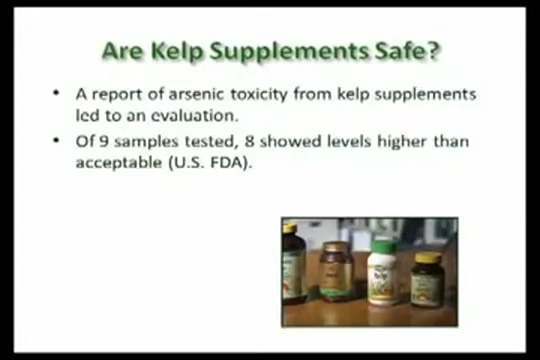 Are Kelp Supplements Safe?
• A report of arsenic toxicity from kelp supplements
led to an evaluation.
• Of 9 samples tested, 8 showed levels higher than
acceptable (U.S. FDA).
Kelp